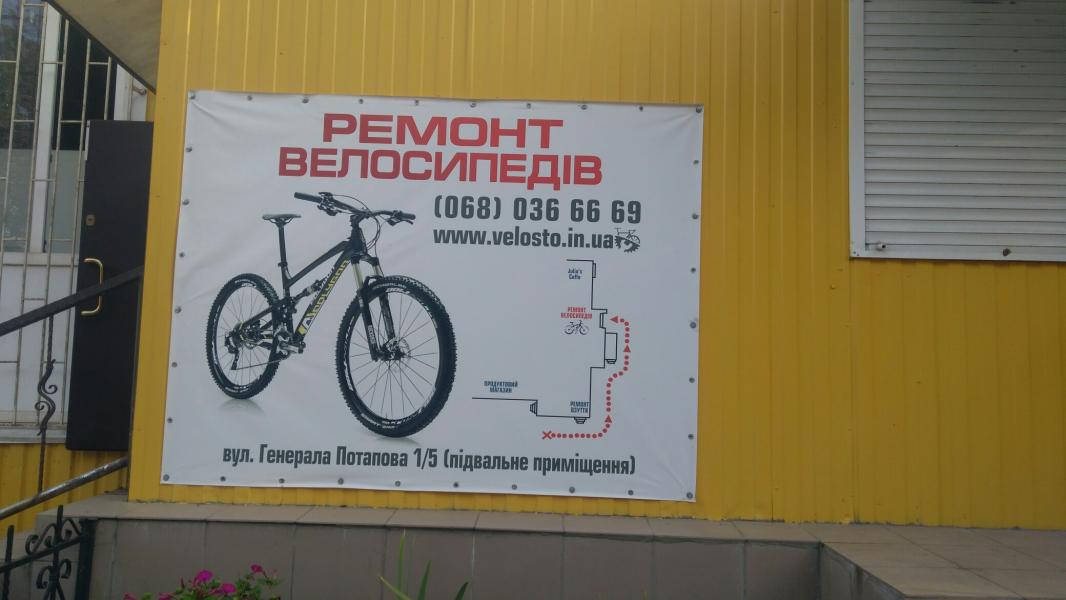 РЕМОНТ
ВЕЛОСИПЕДІВ
(068) 036 66 69
www.velosto.in.ua
Julia's
Caffe
РЕМОНТ
ВЕЛОСИПЕДІВ
ПРОДУКТОВИЙ
МАГАЗИН
РЕМОНТ
ВЗУТТЯ
вул. Генерала Потапова 1/5 (підвальне приміщення)